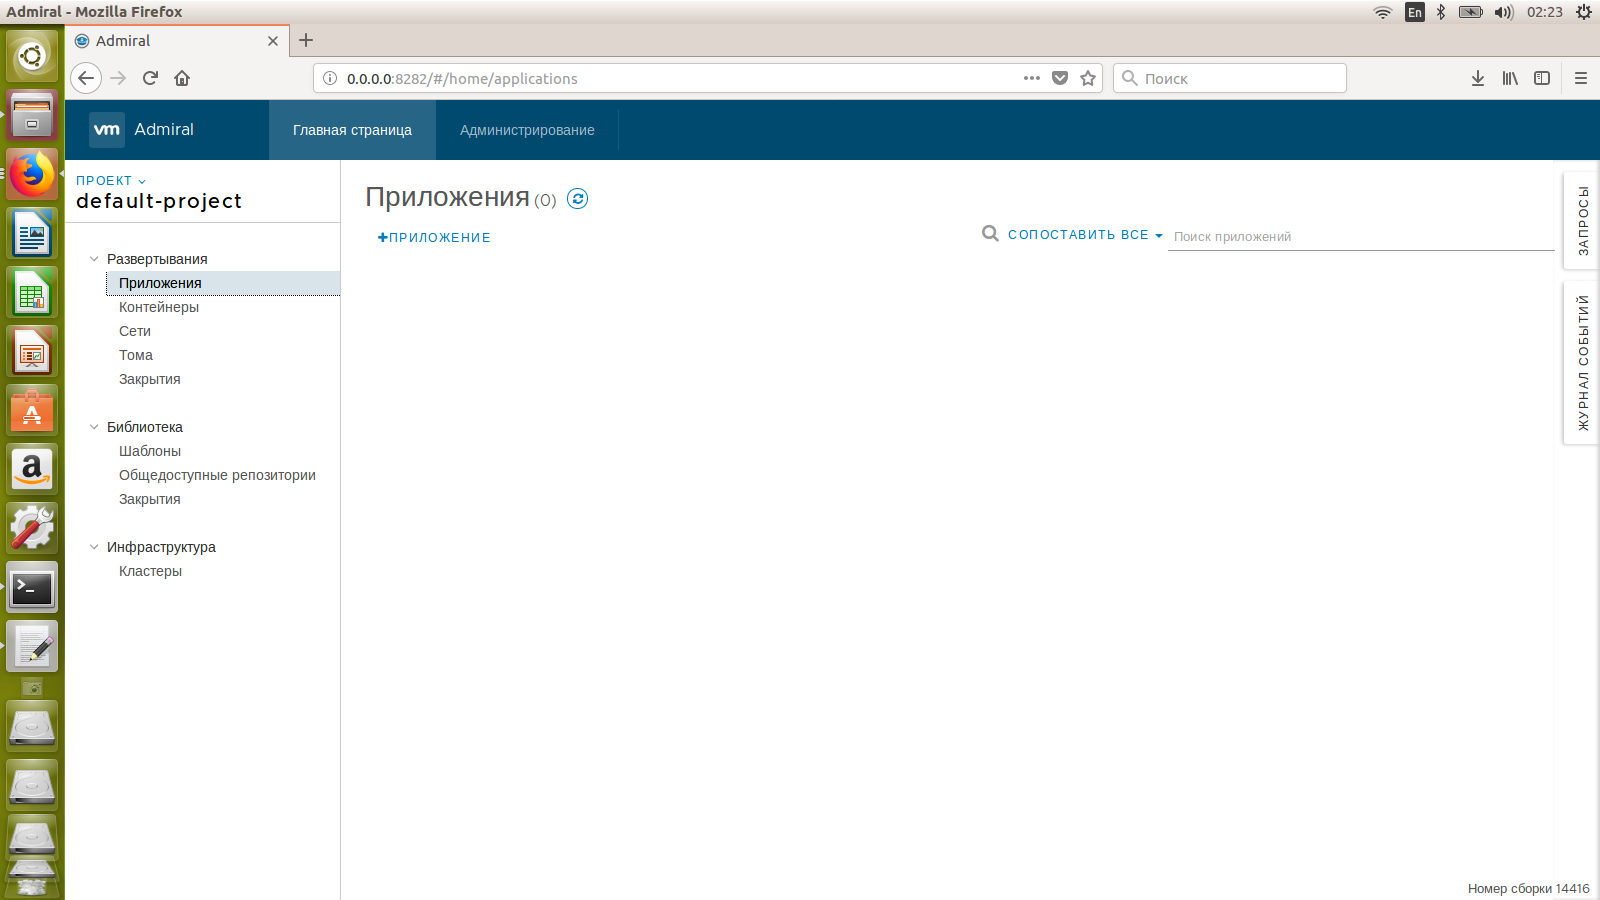 Admiral - Mozilla Firefox
En
02:23
Admiral
0.0.0.0:8282/#/home/applications
Поиск
vm Admiral
Главная страница
Администрирование
ПРОЕКТ
default-project
Развертывания
Приложения
Контейнеры
Сети
Тома
Закрытия
Библиотека
Шаблоны
Общедоступные репозитории
Закрытия
Инфраструктура
Кластеры
Приложения (0)
+ПРИЛОЖЕНИЕ
СОПОСТАВИТЬ ВСЕ
Поиск приложений
ЗАПРОСЫ
ЖУРНАЛ СОБЫТИЙ
Номер сборки 14416